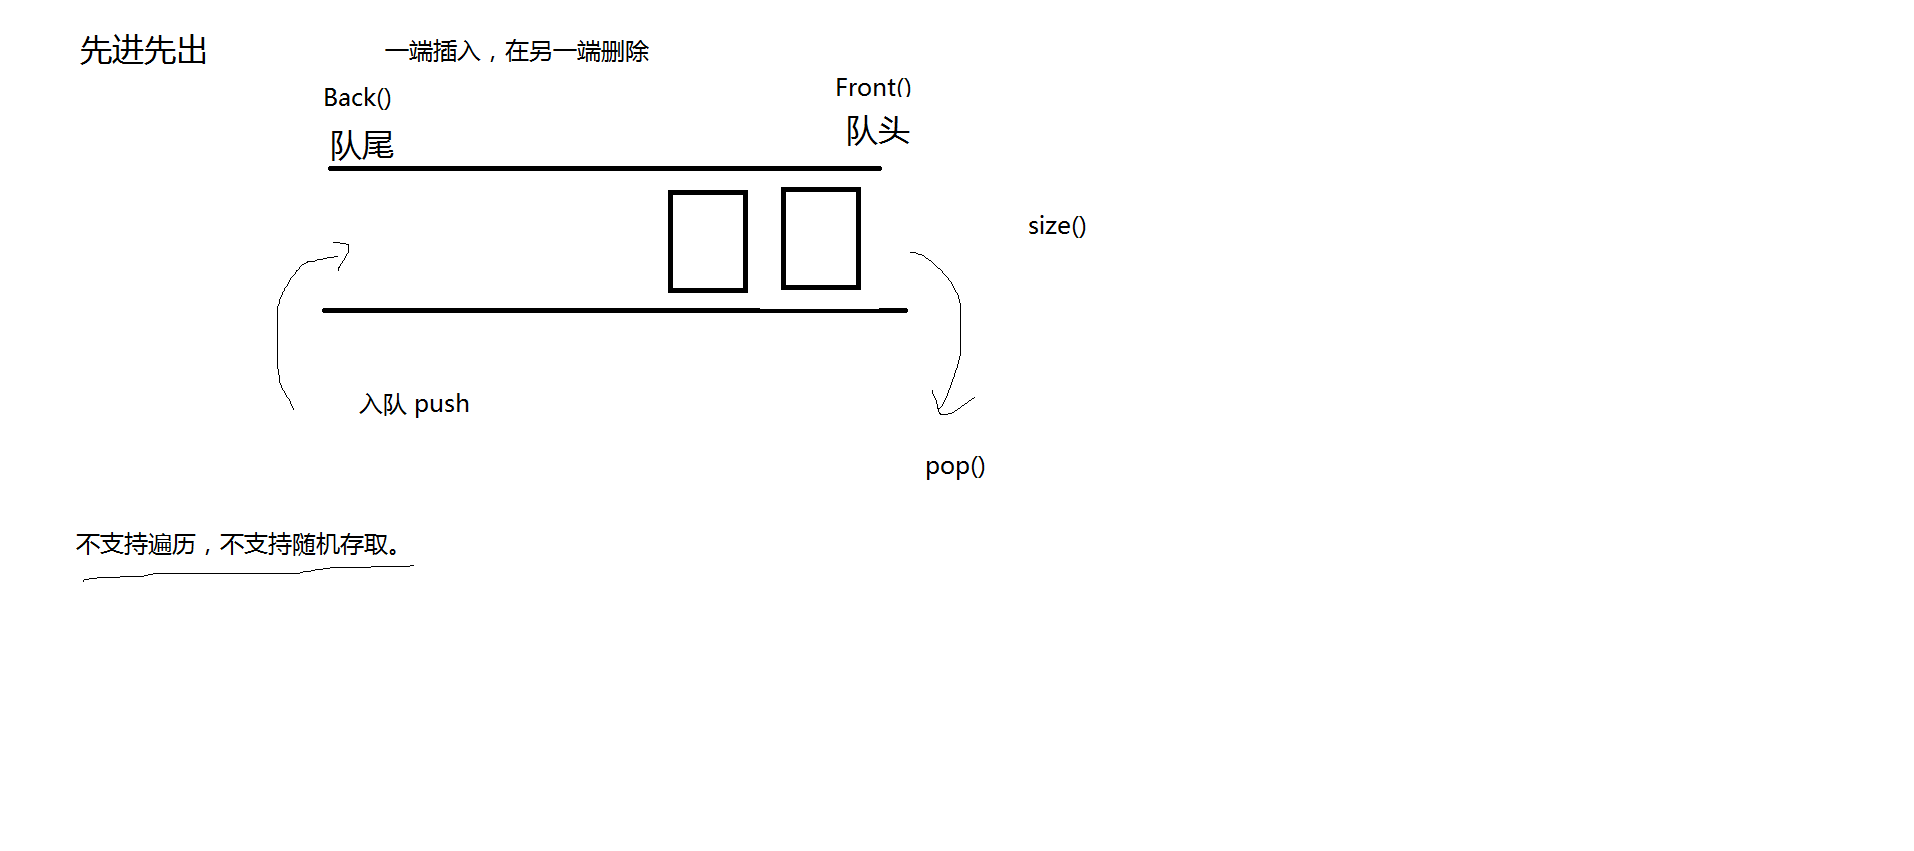 先进先出
一端插入，在另一端删除
Back()
Front()
队尾
队头
size()
入队 push
pop()
不支持遍历，不支持随机存取。